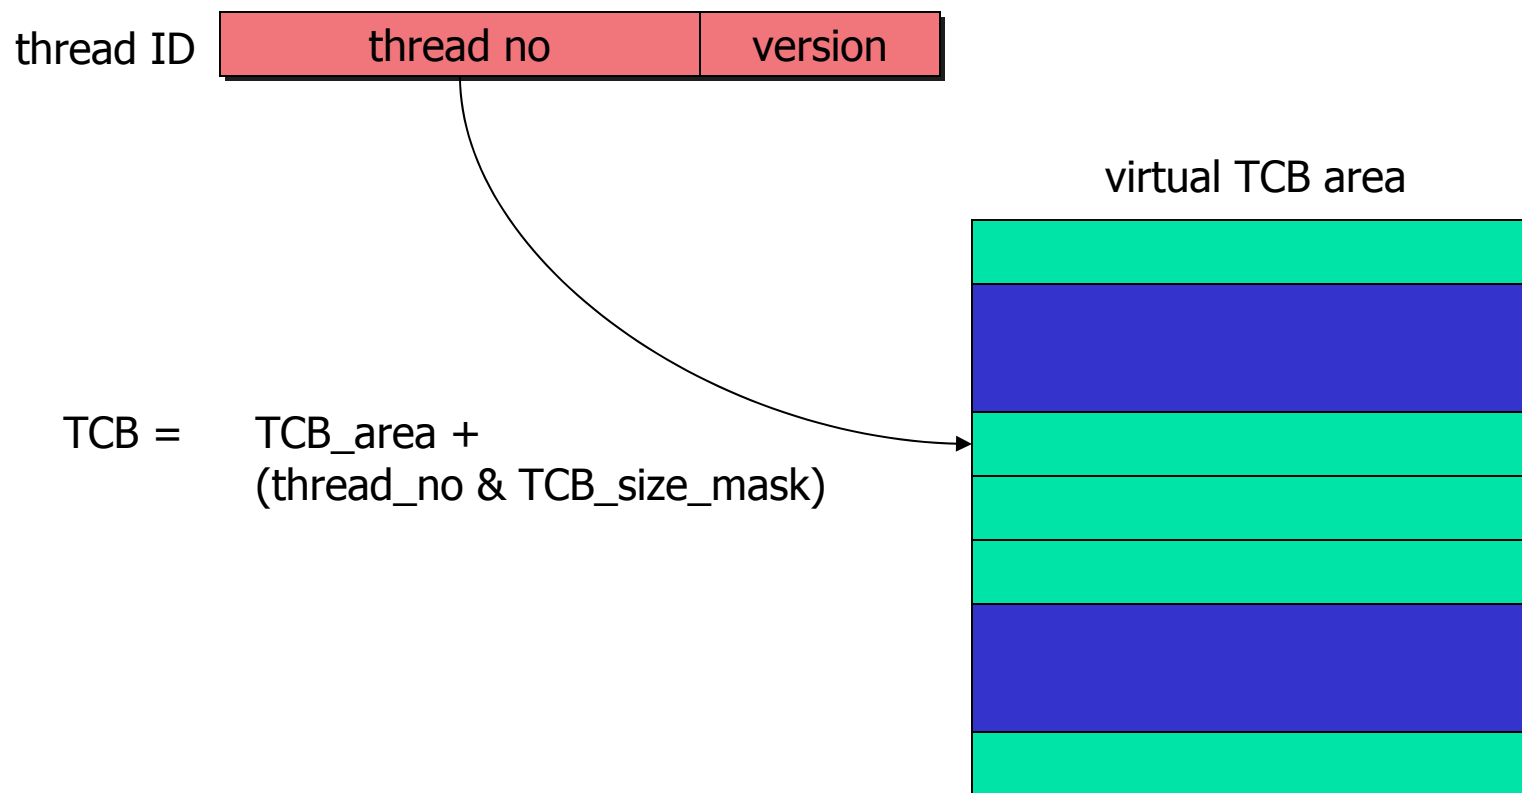 thread ID
thread no
version
virtual TCB area
TCB = TCB_area +
(thread_no & TCB_size_mask)